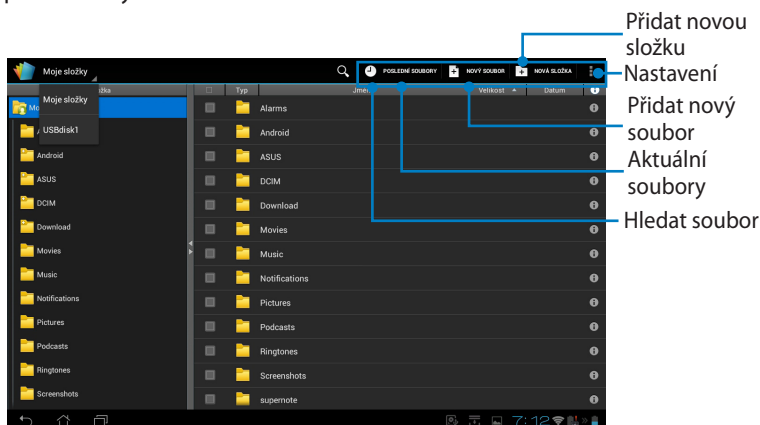 Přidat novou
složku
Nastavení
Přidat nový
soubor
Aktuální
soubory
Hledat soubor
Moje složky
POSLEDNÍ SOUBORY
NOVÝ SOUBOR
NOVÁ SLOŽKA
Typ
Velikost
Datum
Moje složky
USBdisk1
Android
ASUS
DCIM
Download
Movies
Music
Notifications
Pictures
Podcasts
Ringtones
Screenshots
Alarms
Android
ASUS
DCIM
Download
Movies
Music
Notifications
Pictures
Podcasts
Ringtones
Screenshots
supernote
7:12